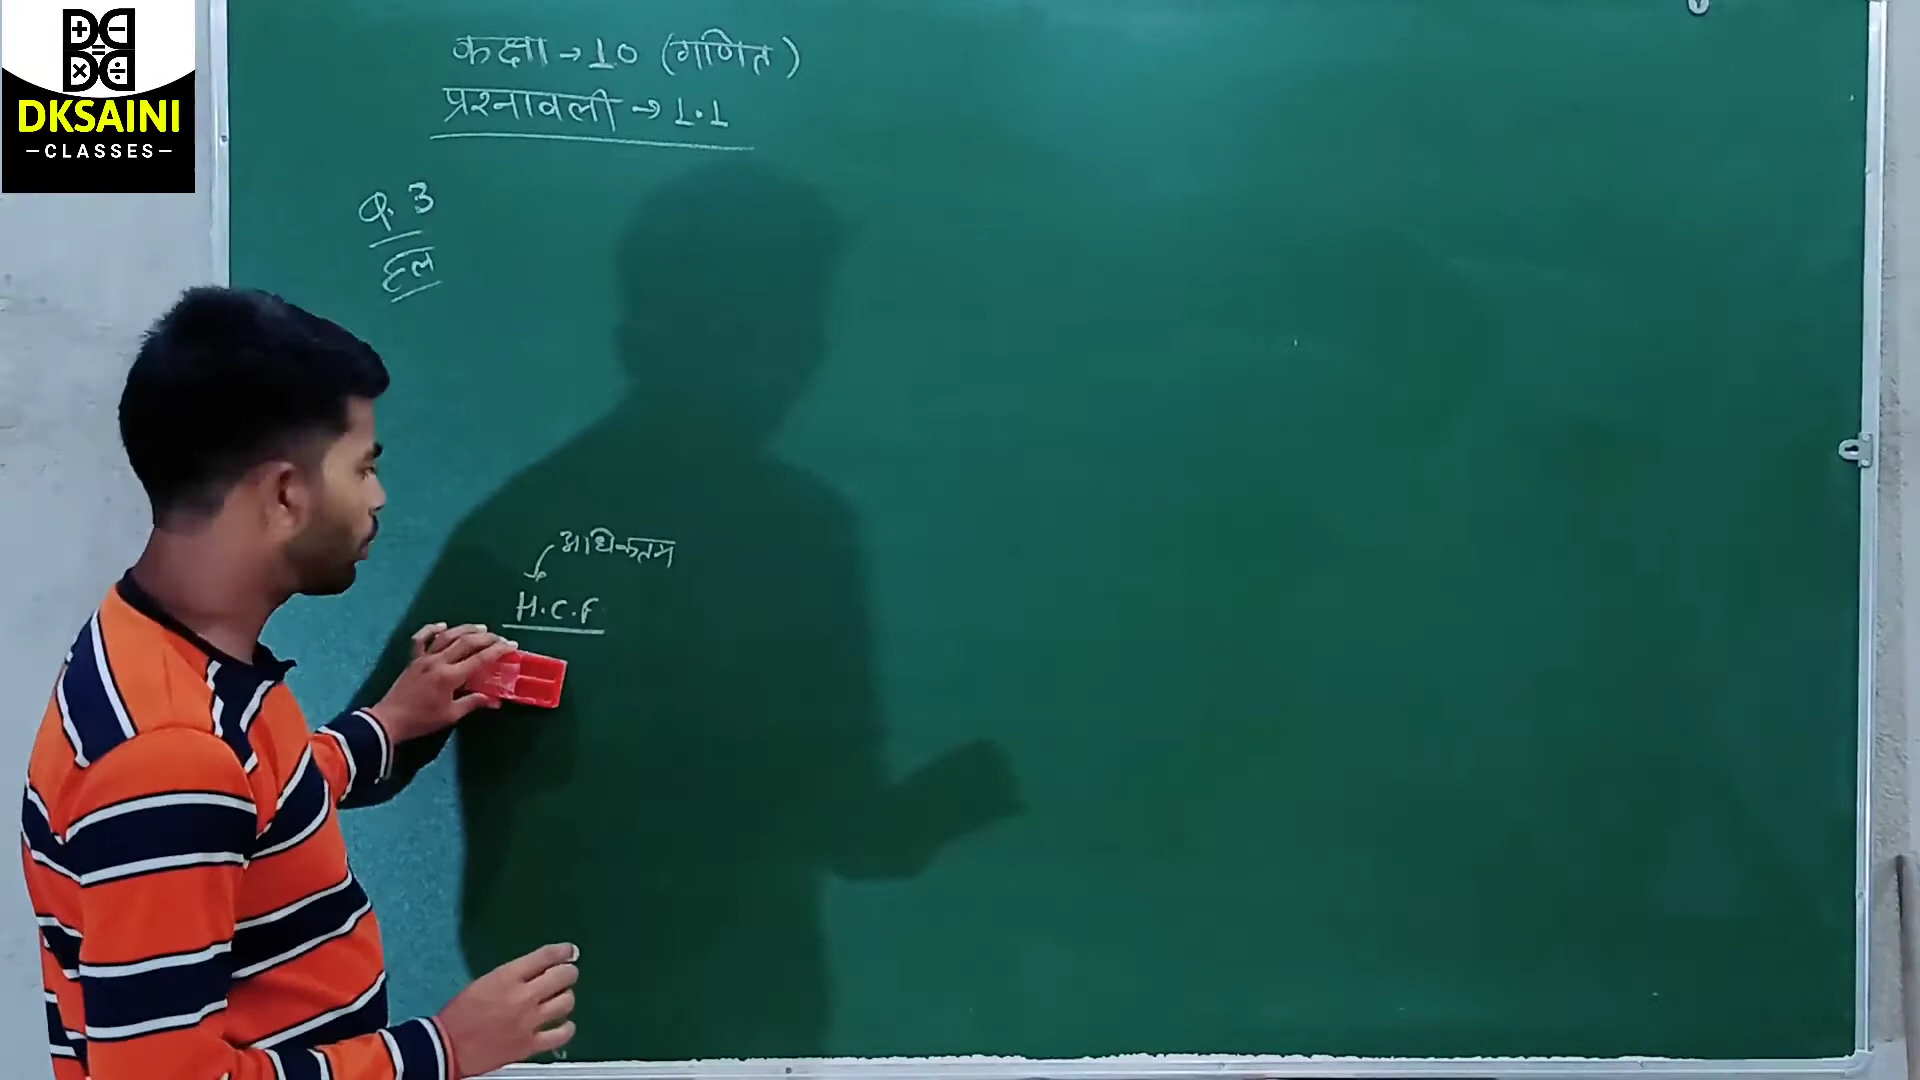 DKSAINI
CLASSES
कक्षा → 10 (गणित)
प्रश्नावली → 1.1
Q. 3
हल
अधिकतम
H.C.F